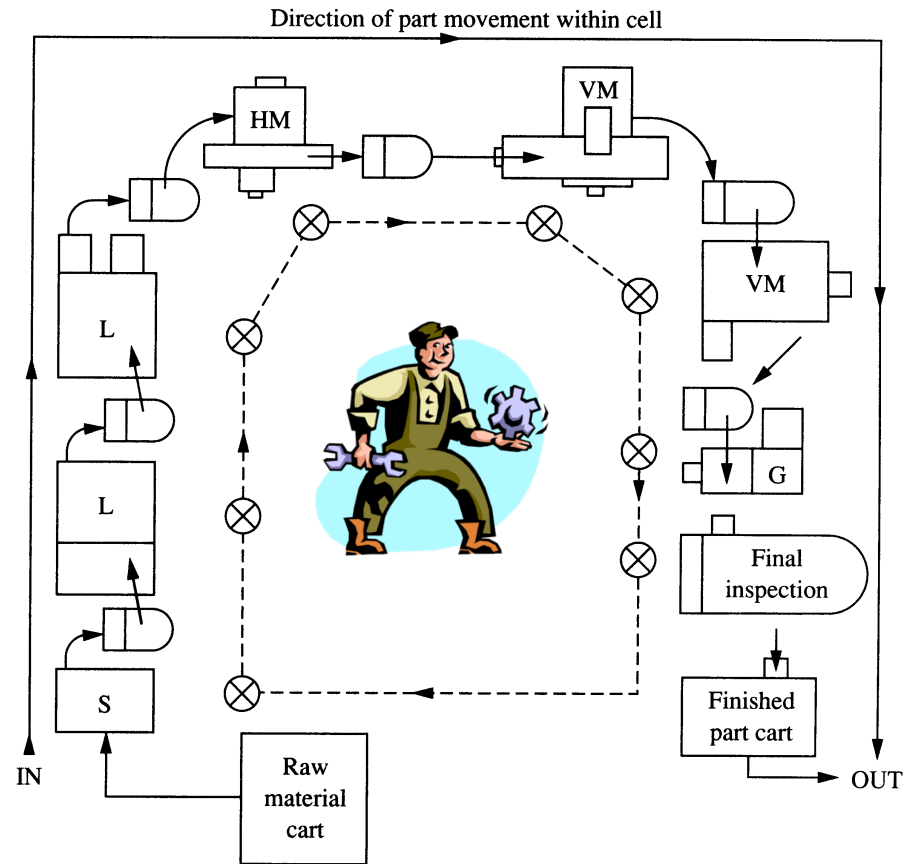 Direction of part movement within cell
HM
VM
L
VM
L
G
Final
inspection
S
Finished
part cart
IN
Raw
material
cart
OUT